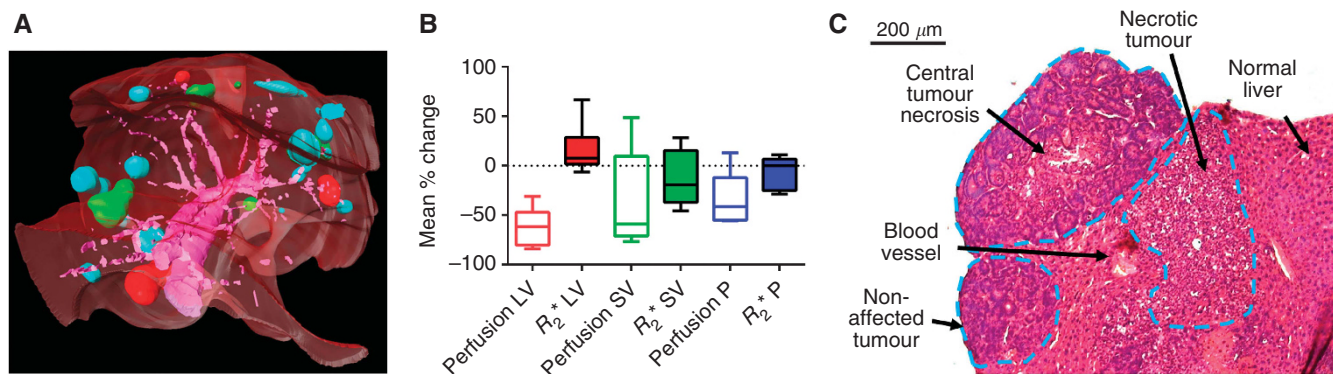 A
B
C
Mean % change
100
50
0
−50
−100
Perfusion LV
R2* LV
Perfusion SV
R2* SV
Perfusion P
R2* P
200 μm
Central
tumour
necrosis
Necrotic
tumour
Normal
liver
Blood
vessel
Non-
affected
tumour